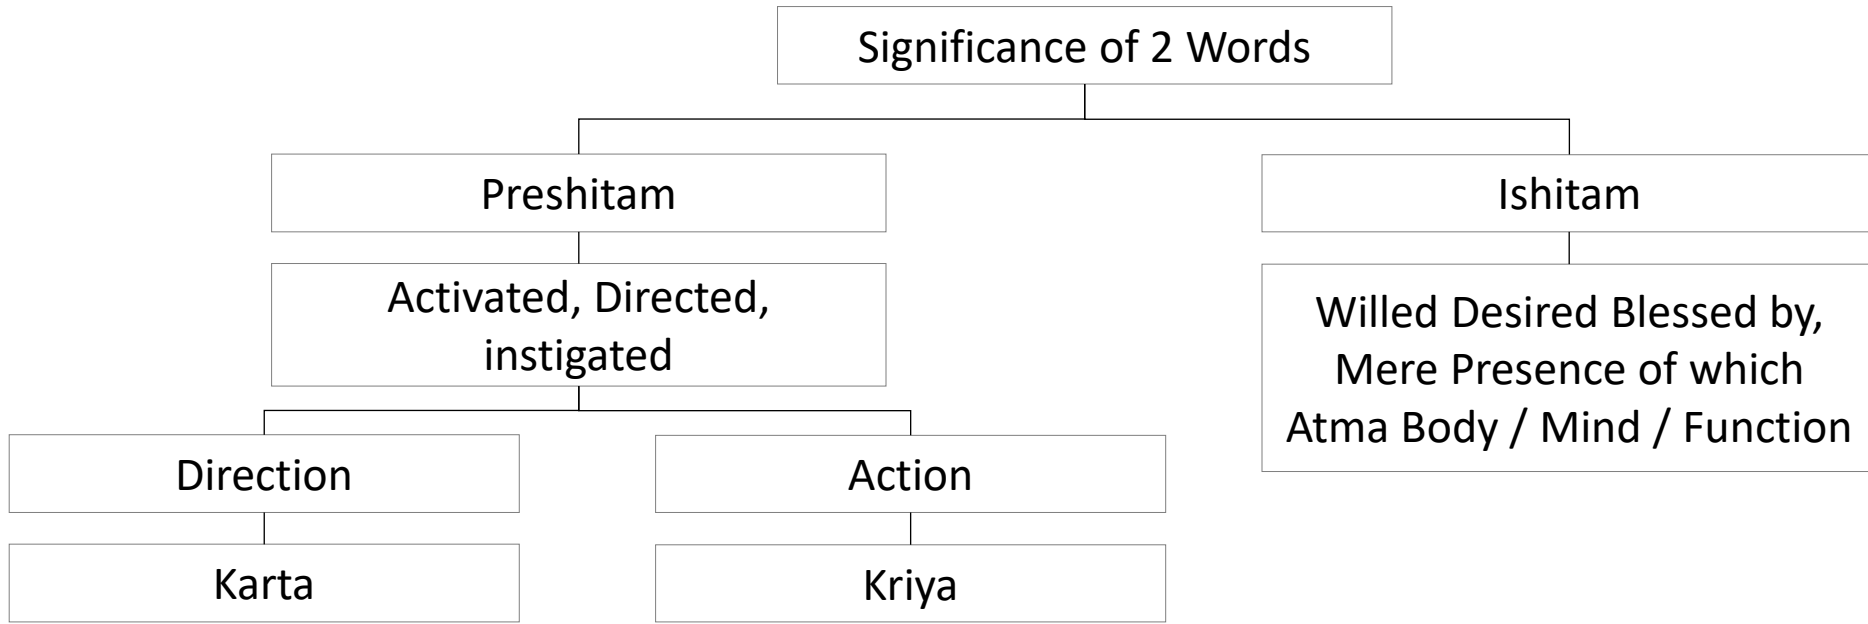 Significance of 2 Words
Preshitam
Ishitam
Activated, Directed,
instigated
Willed Desired Blessed by,
Mere Presence of which
Atma Body / Mind / Function
Direction
Action
Karta
Kriya